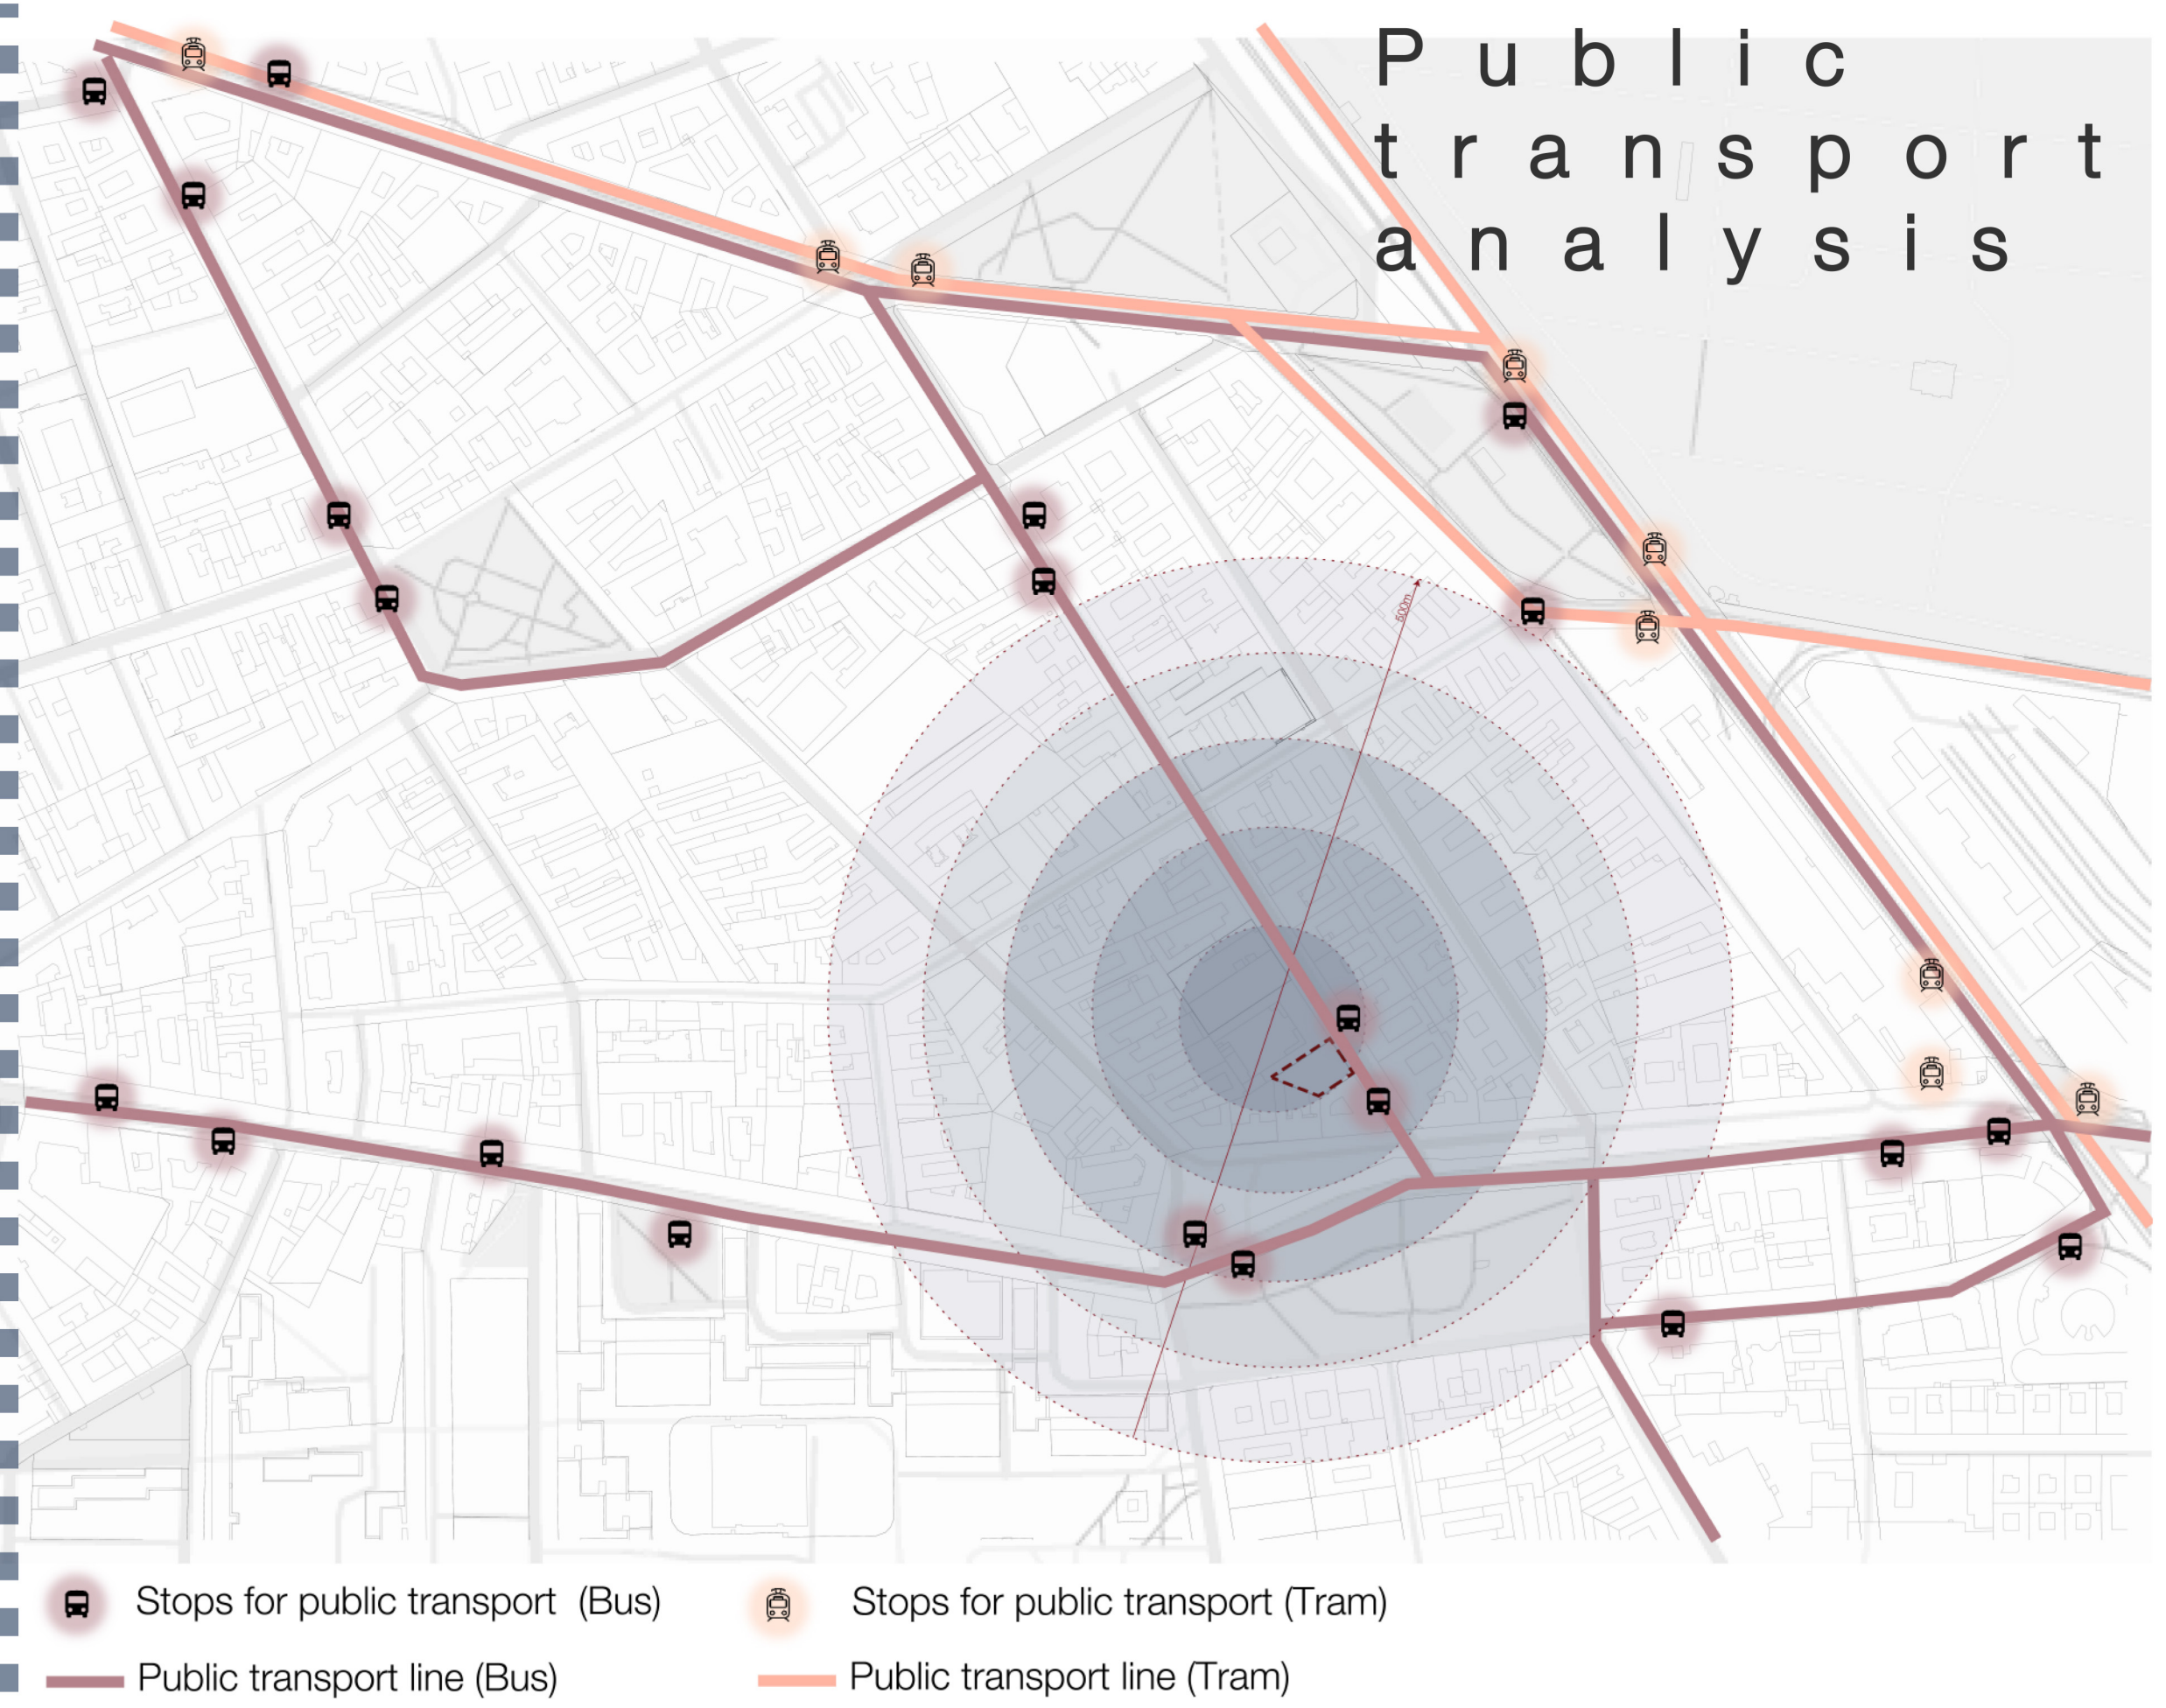 Public
transport
analysis
500m
Stops for public transport (Bus)
Stops for public transport (Tram)
Public transport line (Bus)
Public transport line (Tram)